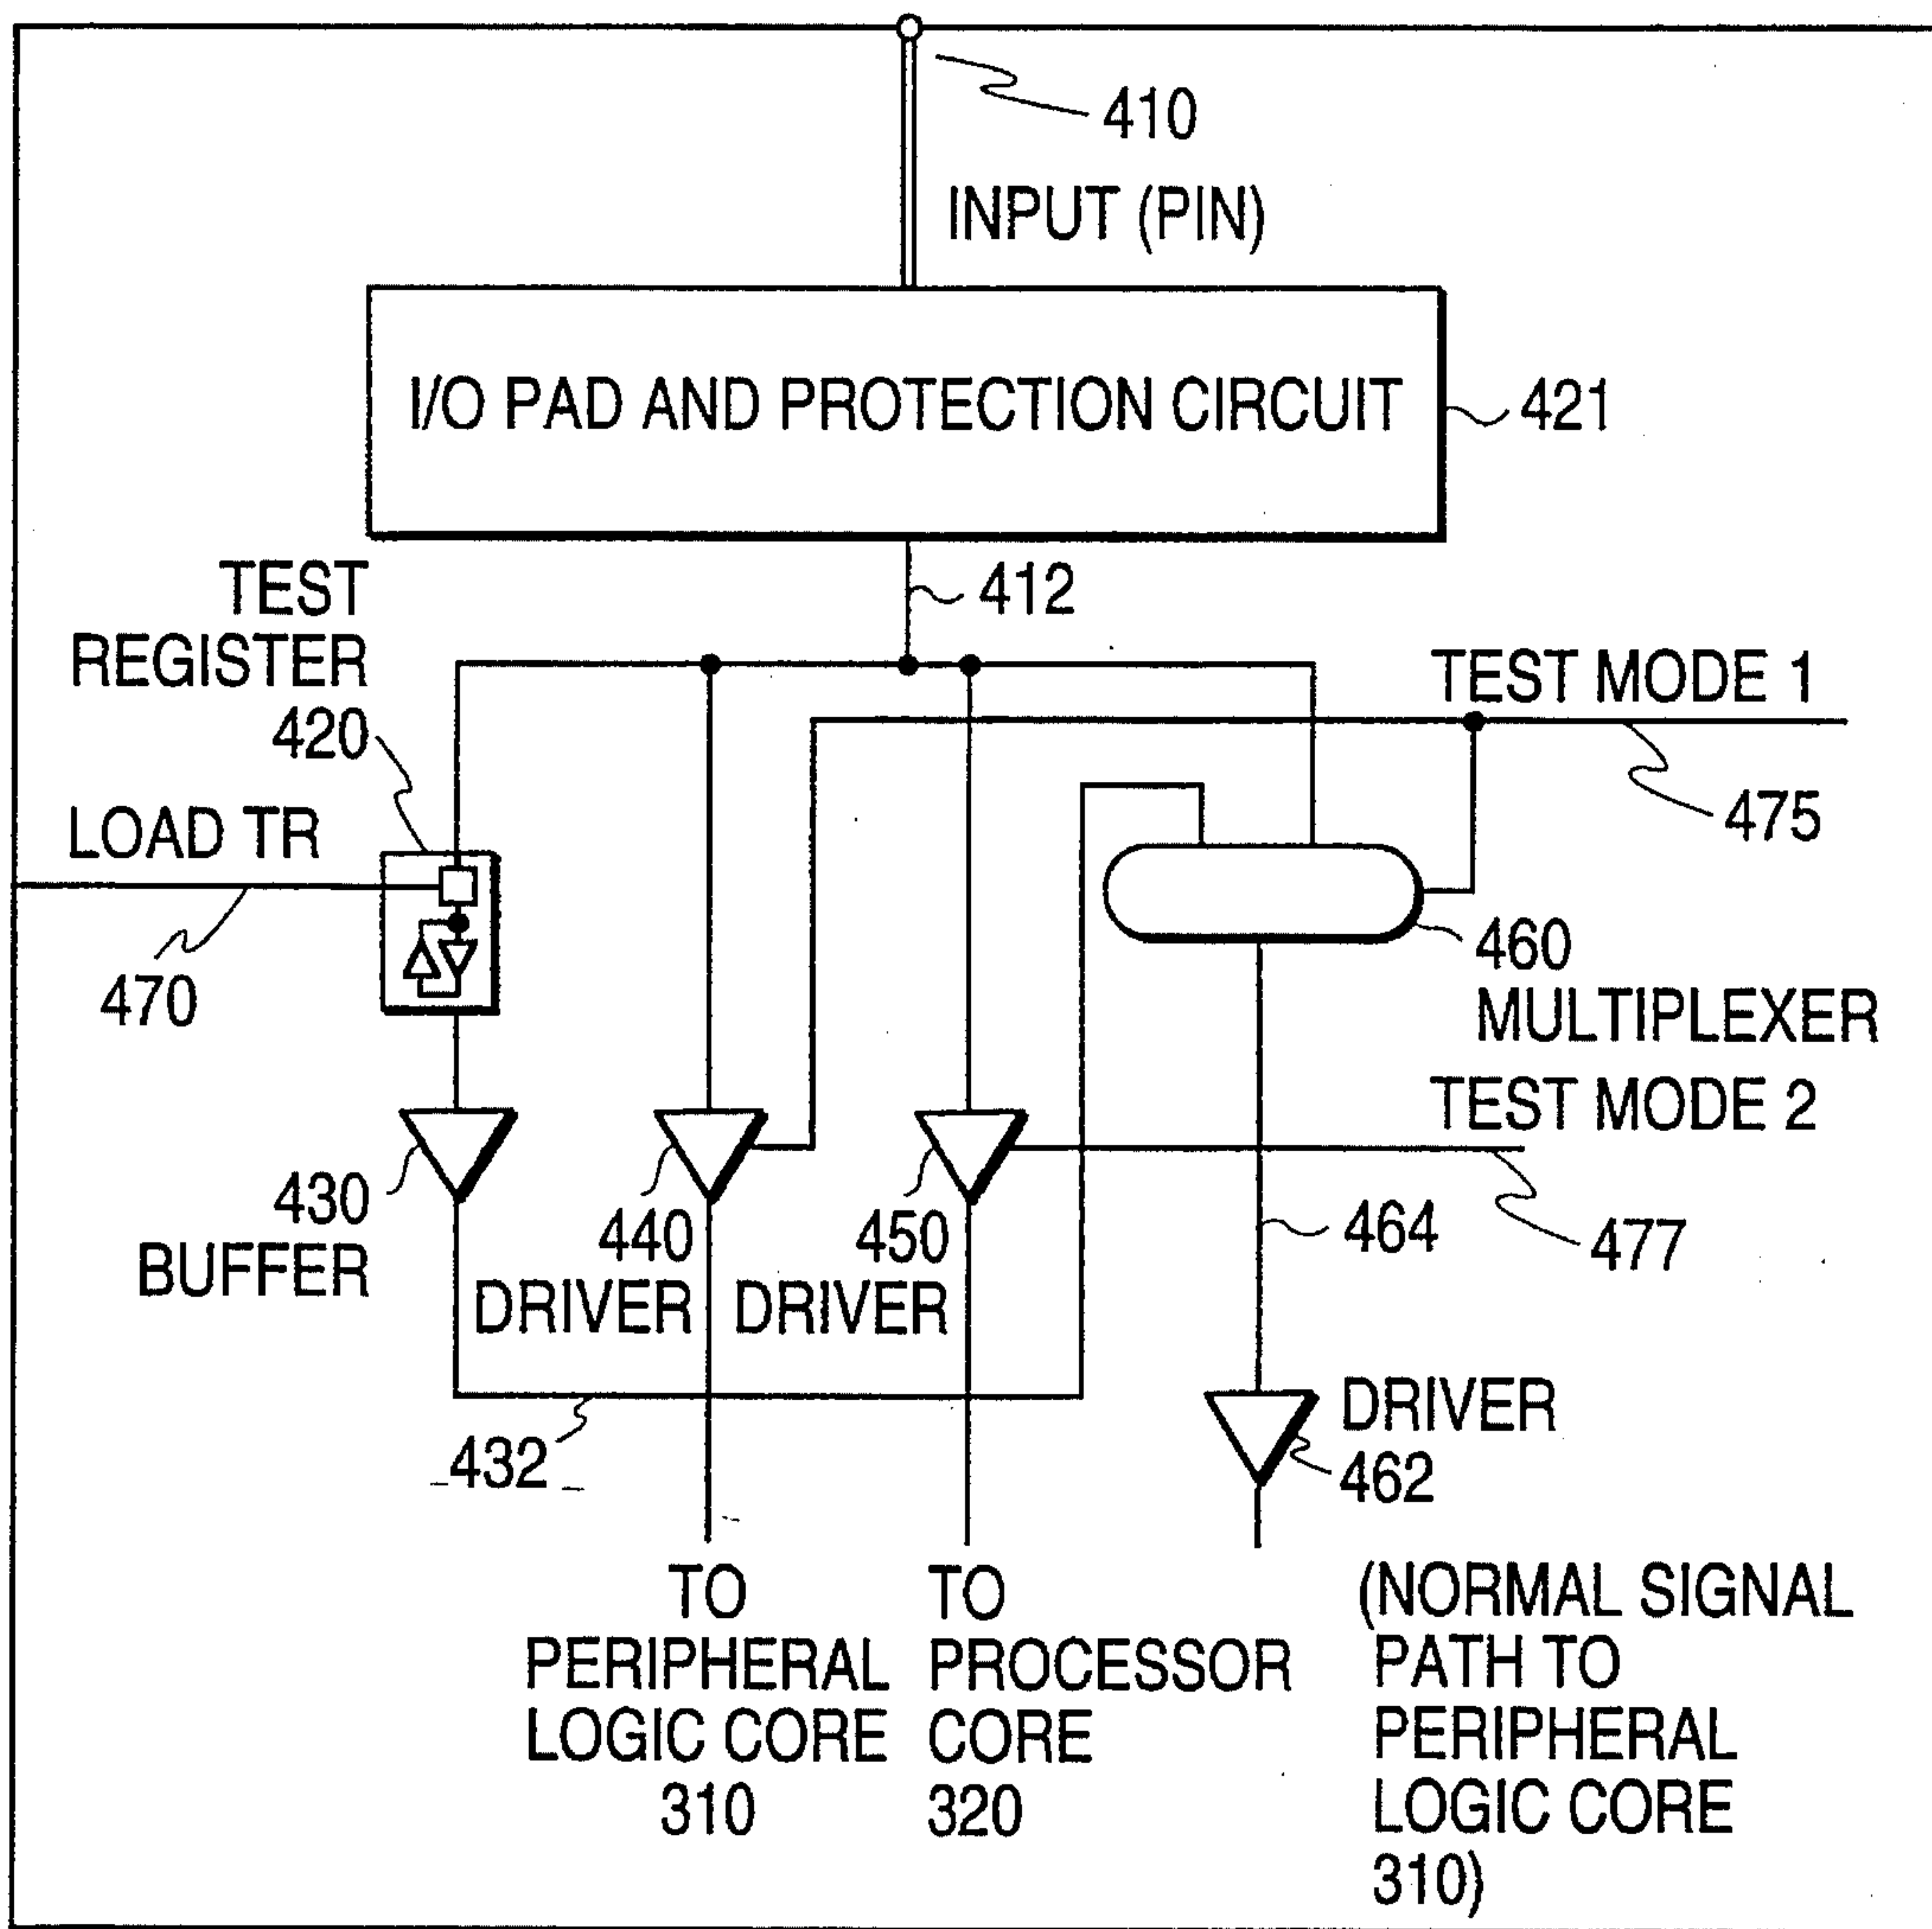 410
INPUT (PIN)
I/O PAD AND PROTECTION CIRCUIT
421
412
TEST
REGISTER
420
TEST MODE 1
475
LOAD TR
470
460
MULTIPLEXER
TEST MODE 2
477
430
BUFFER
440
DRIVER
450
DRIVER
464
432
DRIVER
462
TO
PERIPHERAL
LOGIC CORE
310
TO
PROCESSOR
CORE
320
(NORMAL SIGNAL
PATH TO
PERIPHERAL
LOGIC CORE
310)